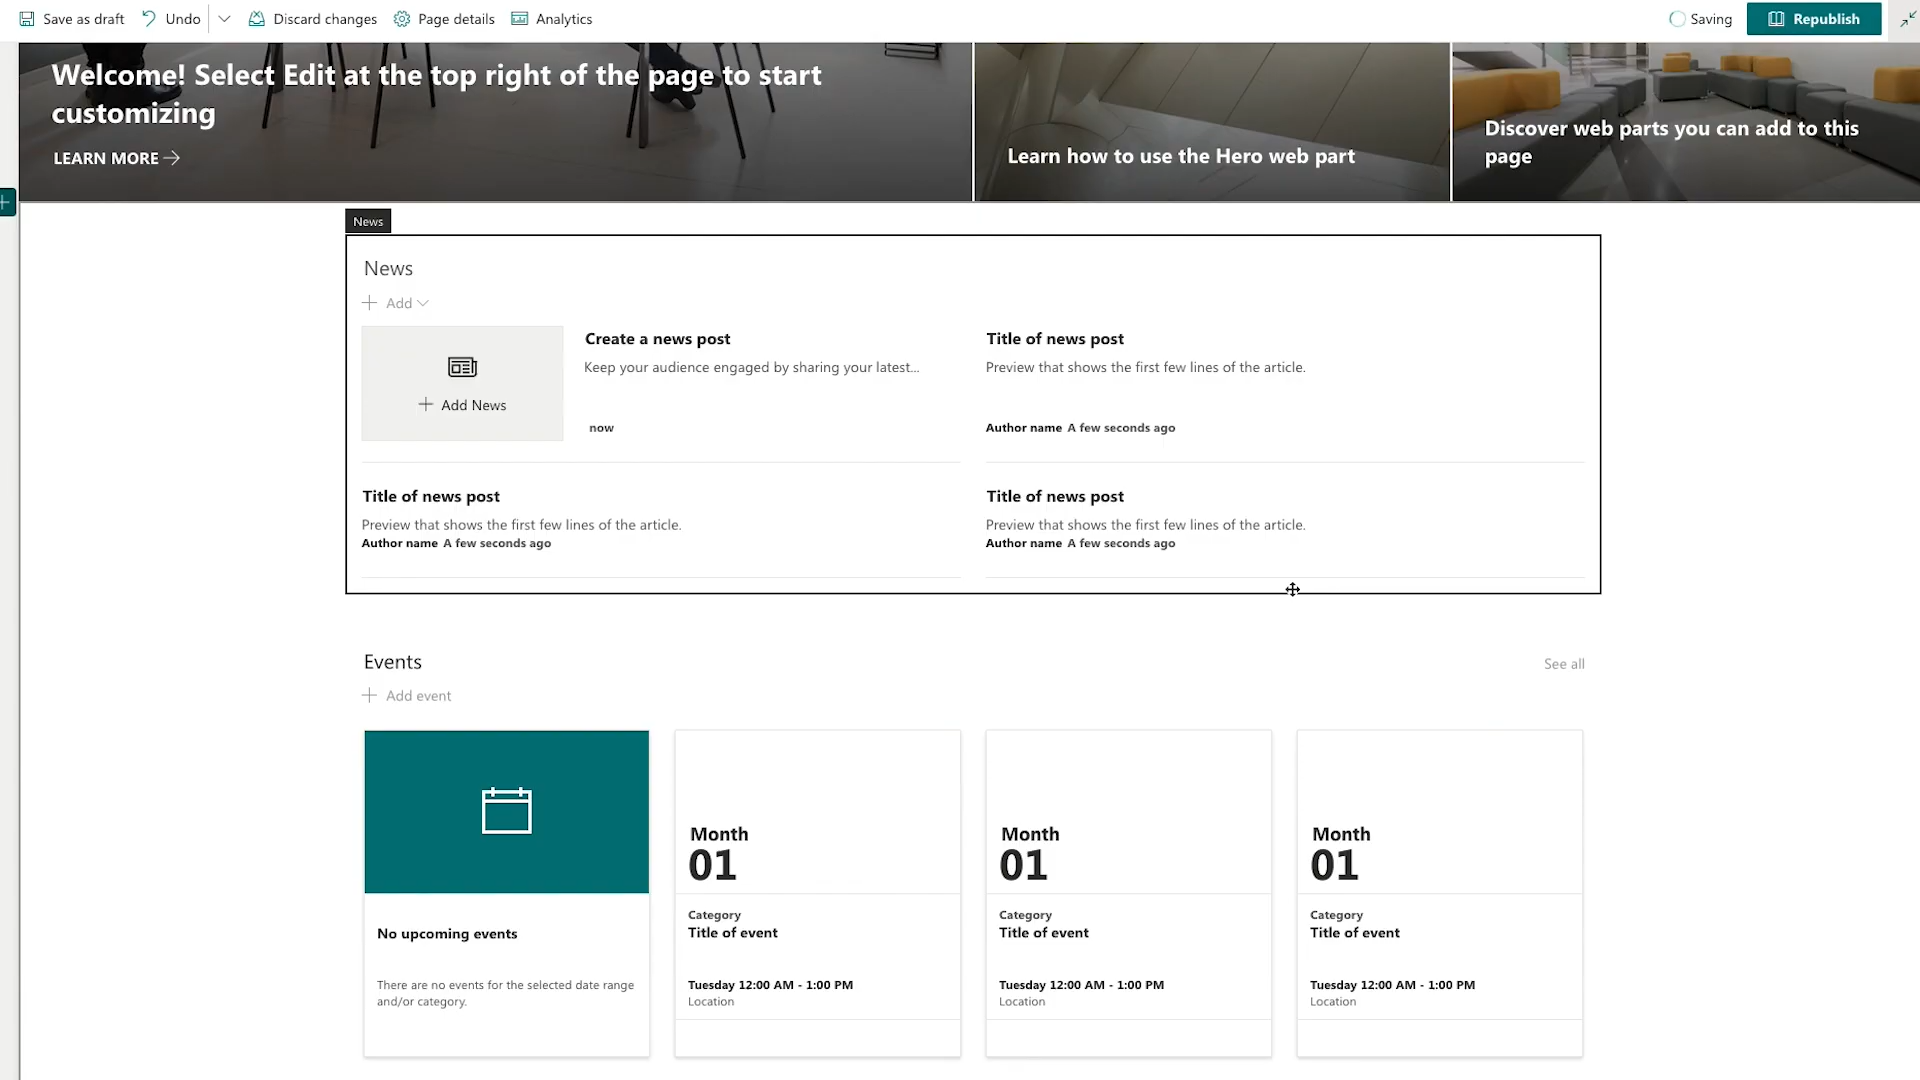 Save as draft
Undo
Discard changes
Page details
Analytics
Saving
Republish
Welcome! Select Edit at the top right of the page to start
customizing
LEARN MORE
Learn how to use the Hero web part
Discover web parts you can add to this
page
News
News
Add
Add News
Create a news post
Keep your audience engaged by sharing your latest...
now
Title of news post
Preview that shows the first few lines of the article.
Author name A few seconds ago
Title of news post
Preview that shows the first few lines of the article.
Author name A few seconds ago
Title of news post
Preview that shows the first few lines of the article.
Author name A few seconds ago
Events
See all
Add event
No upcoming events
There are no events for the selected date range
and/or category.
Month
01
Category
Title of event
Tuesday 12:00 AM - 1:00 PM
Location
Month
01
Category
Title of event
Tuesday 12:00 AM - 1:00 PM
Location
Month
01
Category
Title of event
Tuesday 12:00 AM - 1:00 PM
Location